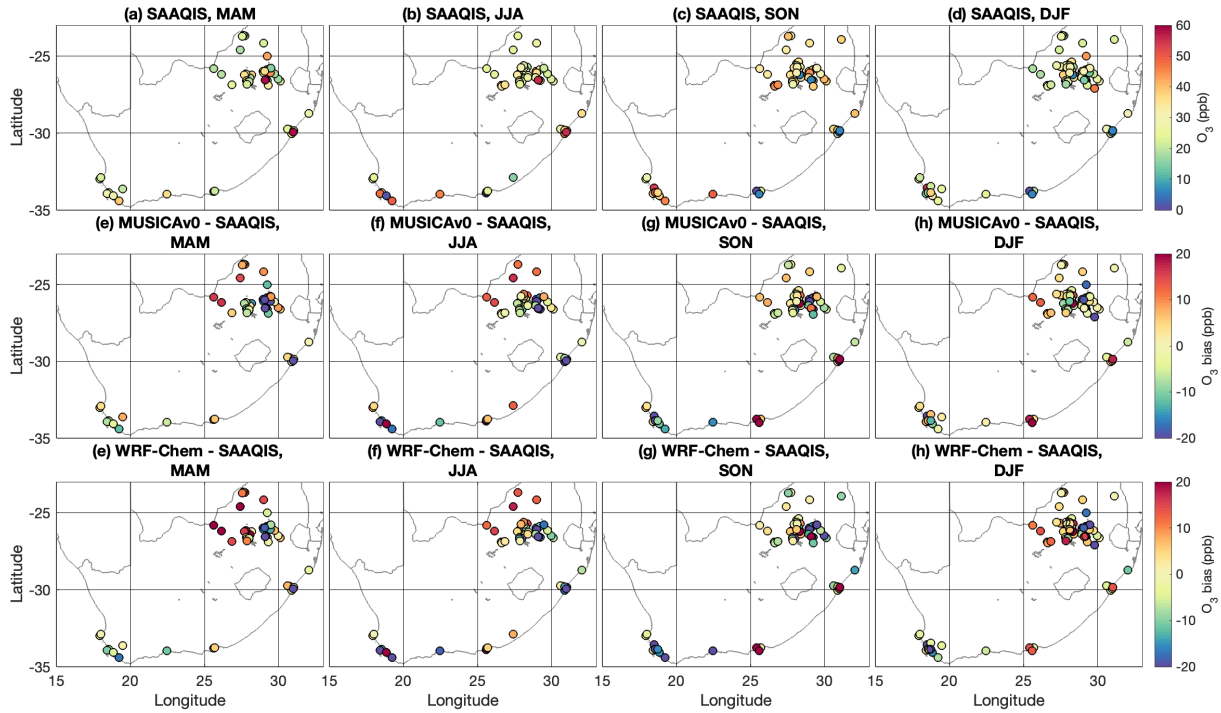 (a) SAAQIS, MAM
(b) SAAQIS, JJA
(c) SAAQIS, SON
(d) SAAQIS, DJF
60
50
40
30
20
10
0
O3 (ppb)
-25
-30
-35
Latitude
(e) MUSICAv0 - SAAQIS,
MAM
(f) MUSICAv0 - SAAQIS,
JJA
(g) MUSICAv0 - SAAQIS,
SON
(h) MUSICAv0 - SAAQIS,
DJF
20
10
0
-10
-20
O3 bias (ppb)
-25
-30
-35
Latitude
(e) WRF-Chem - SAAQIS,
MAM
(f) WRF-Chem - SAAQIS,
JJA
(g) WRF-Chem - SAAQIS,
SON
(h) WRF-Chem - SAAQIS,
DJF
20
10
0
-10
-20
O3 bias (ppb)
-25
-30
-35
Latitude
15 20 25 30
20 25 30
20 25 30
20 25 30
Longitude
Longitude
Longitude
Longitude